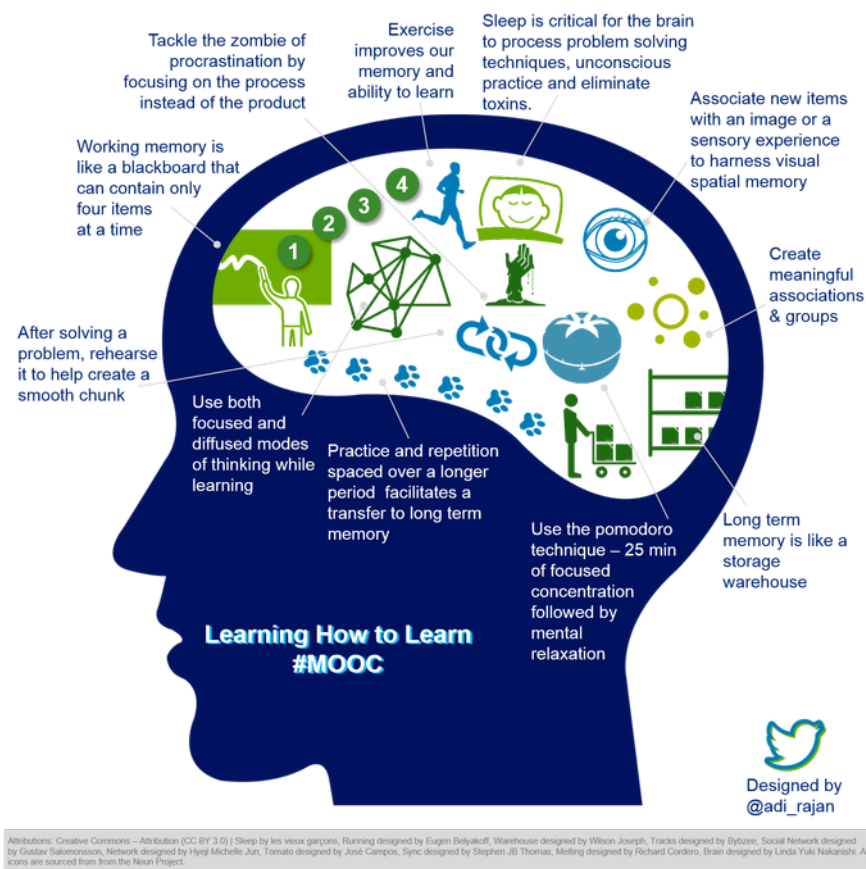 Tackle the zombie of
procrastination by
focusing on the process
instead of the product
Exercise
improves our
memory and
ability to learn
Sleep is critical for the brain
to process problem solving
techniques, unconscious
practice and eliminate
toxins.
Associate new items
with an image or a
sensory experience
to harness visual
spatial memory
Working memory is
like a blackboard that
can contain only
four items
at a time
1
2
3
4
Create
meaningful
associations
& groups
After solving a
problem, rehearse
it to help create a
smooth chunk
Use both
focused and
diffused modes
of thinking while
learning
Practice and repetition
spaced over a longer
period facilitates a
transfer to long term
memory
Use the pomodoro
technique – 25 min
of focused
concentration
followed by
mental
relaxation
Long term
memory is like a
storage
warehouse
Learning How to Learn
#MOOC
Designed by
@adi_rajan
Attributions: Creative Commons – Attribution (CC BY 3.0) | Sleep by les vieux garçons, Running designed by Eugen Belyakoff, Warehouse designed by Wilson Joseph, Tracks designed by Bybzee, Social Network designed
by Gustav Salomonsson, Network designed by Hyeji Michelle Jun, Tomato designed by José Campos, Sync designed by Stephen JB Thomas, Melting designed by Richard Cordero, Brain designed by Linda Yuki Nakanishi. A
icons are sourced from from the Noun Project.